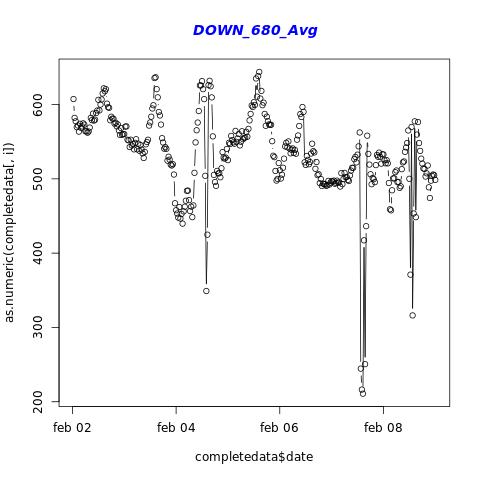 DOWN_680_Avg
as.numeric(completedata[, i])
600
500
400
300
200
feb 02
feb 04
feb 06
feb 08
completedata$date